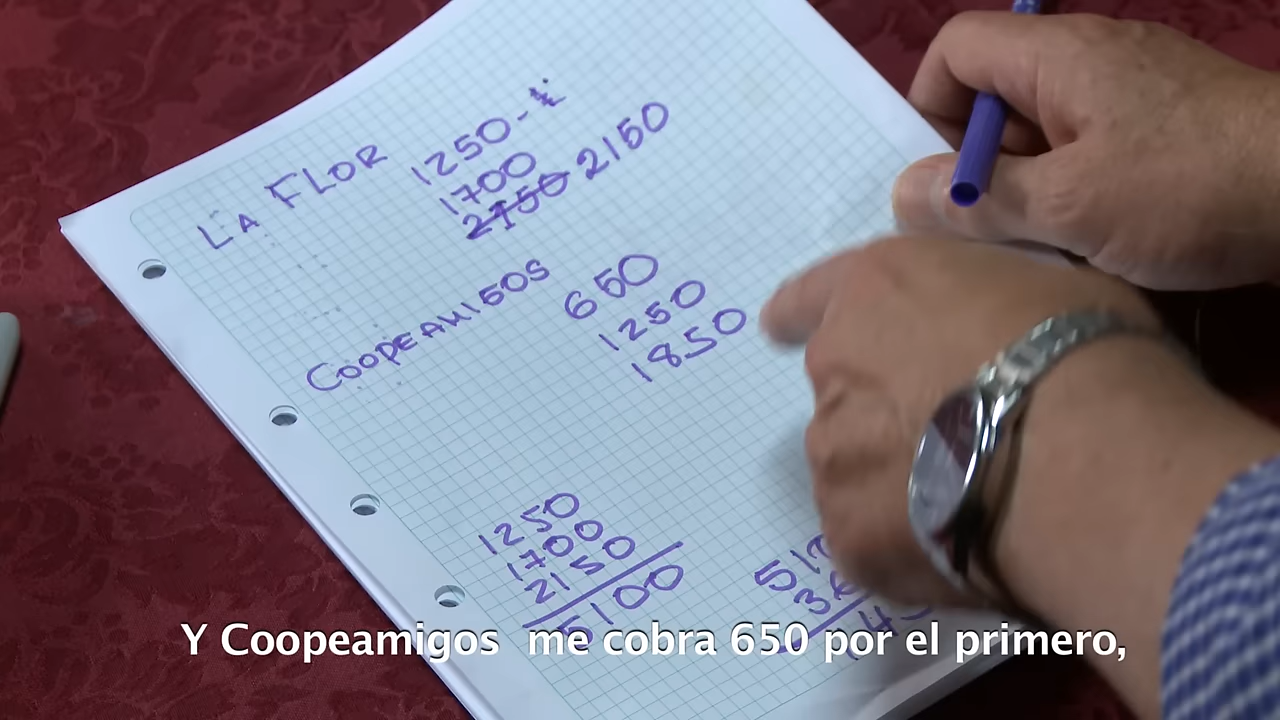 LA FLOR 1250-
1700
2150 2150
COOPEAMIGOS 650
1250
1850
1250
1700
2150
5100
Y Coopeamigos me cobra 650 por el primero,